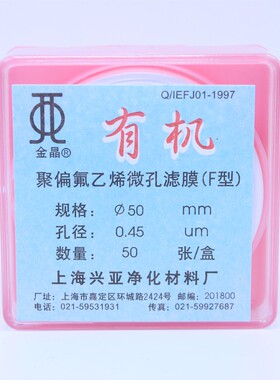 Q/IEFJ01-1997
金晶®
有机
聚偏氟乙烯微孔滤膜(F型)
规格: Ø50 mm
孔径: 0.45 um
数量: 50 张/盒
上海兴亚净化材料厂
厂址: 上海市嘉定区环城路2424号 邮编: 201800
电话: 021-59531931 传真: 021-59927687